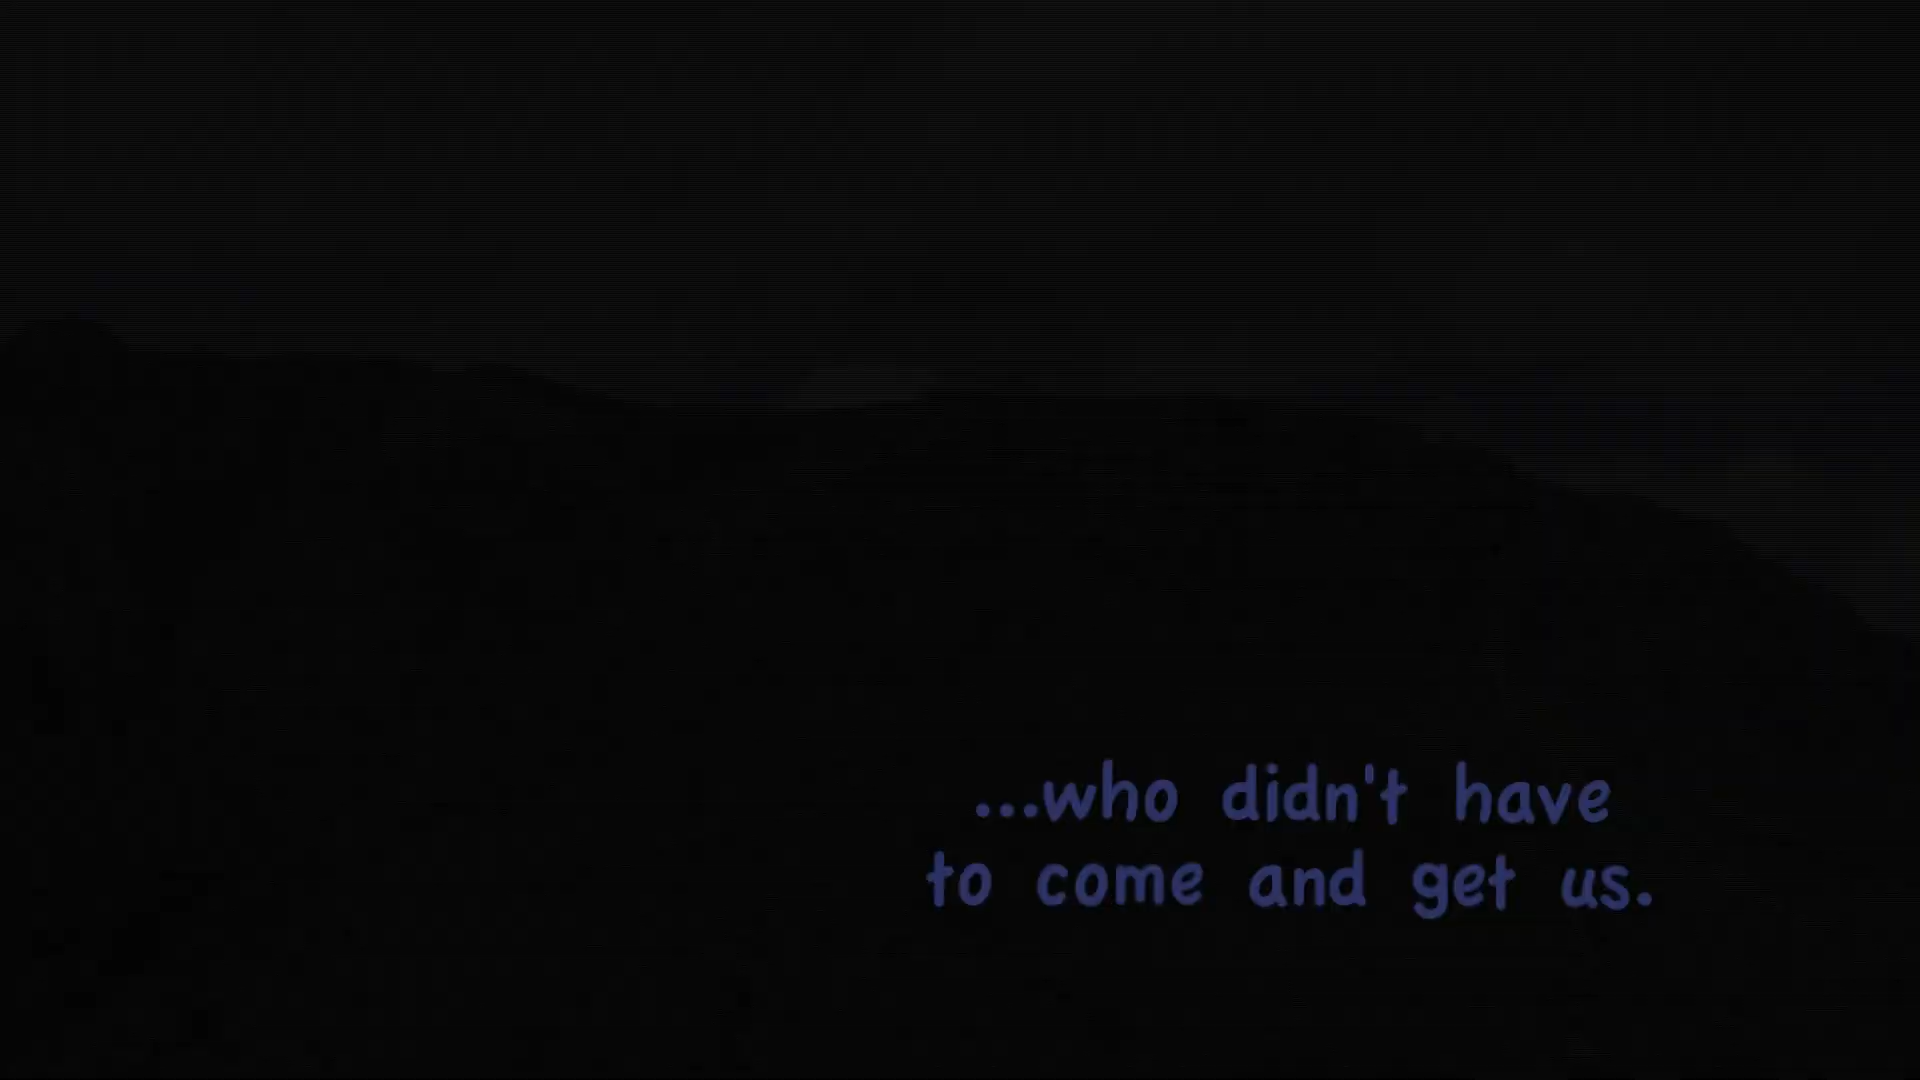 ...who didn't have
to come and get us.